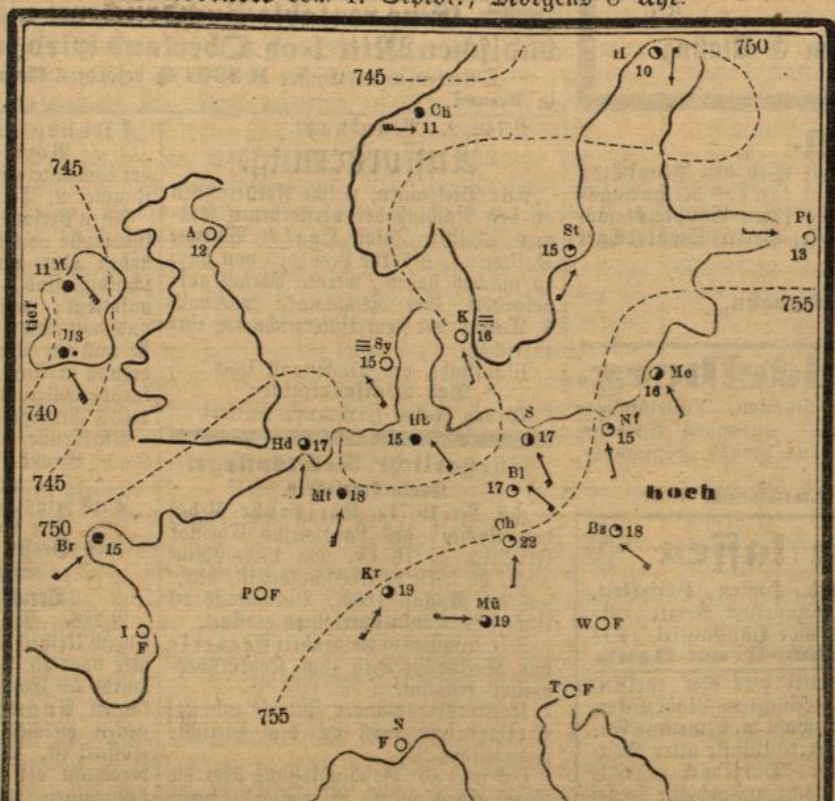 745
750
H
10
Ch
11
745
A
12
St
15
Pt
13
11 M
tief
13
K
16
Sy
15
755
Me
16
740
Hd 17
15
Hb
S
17
Nf
15
745
Mt 18
Bl
17
hoch
750
Br
15
Ch
22
Bs 18
Kr
19
P F
Mü
19
W F
I
F
T F
755
N
F